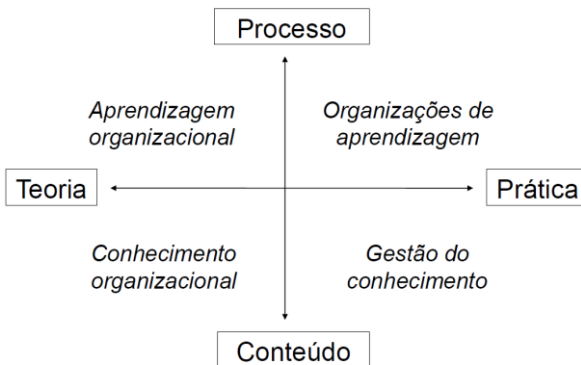 Processo
Aprendizagem
organizacional
Organizações de
aprendizagem
Teoria
Prática
Conhecimento
organizacional
Gestão do
conhecimento
Conteúdo